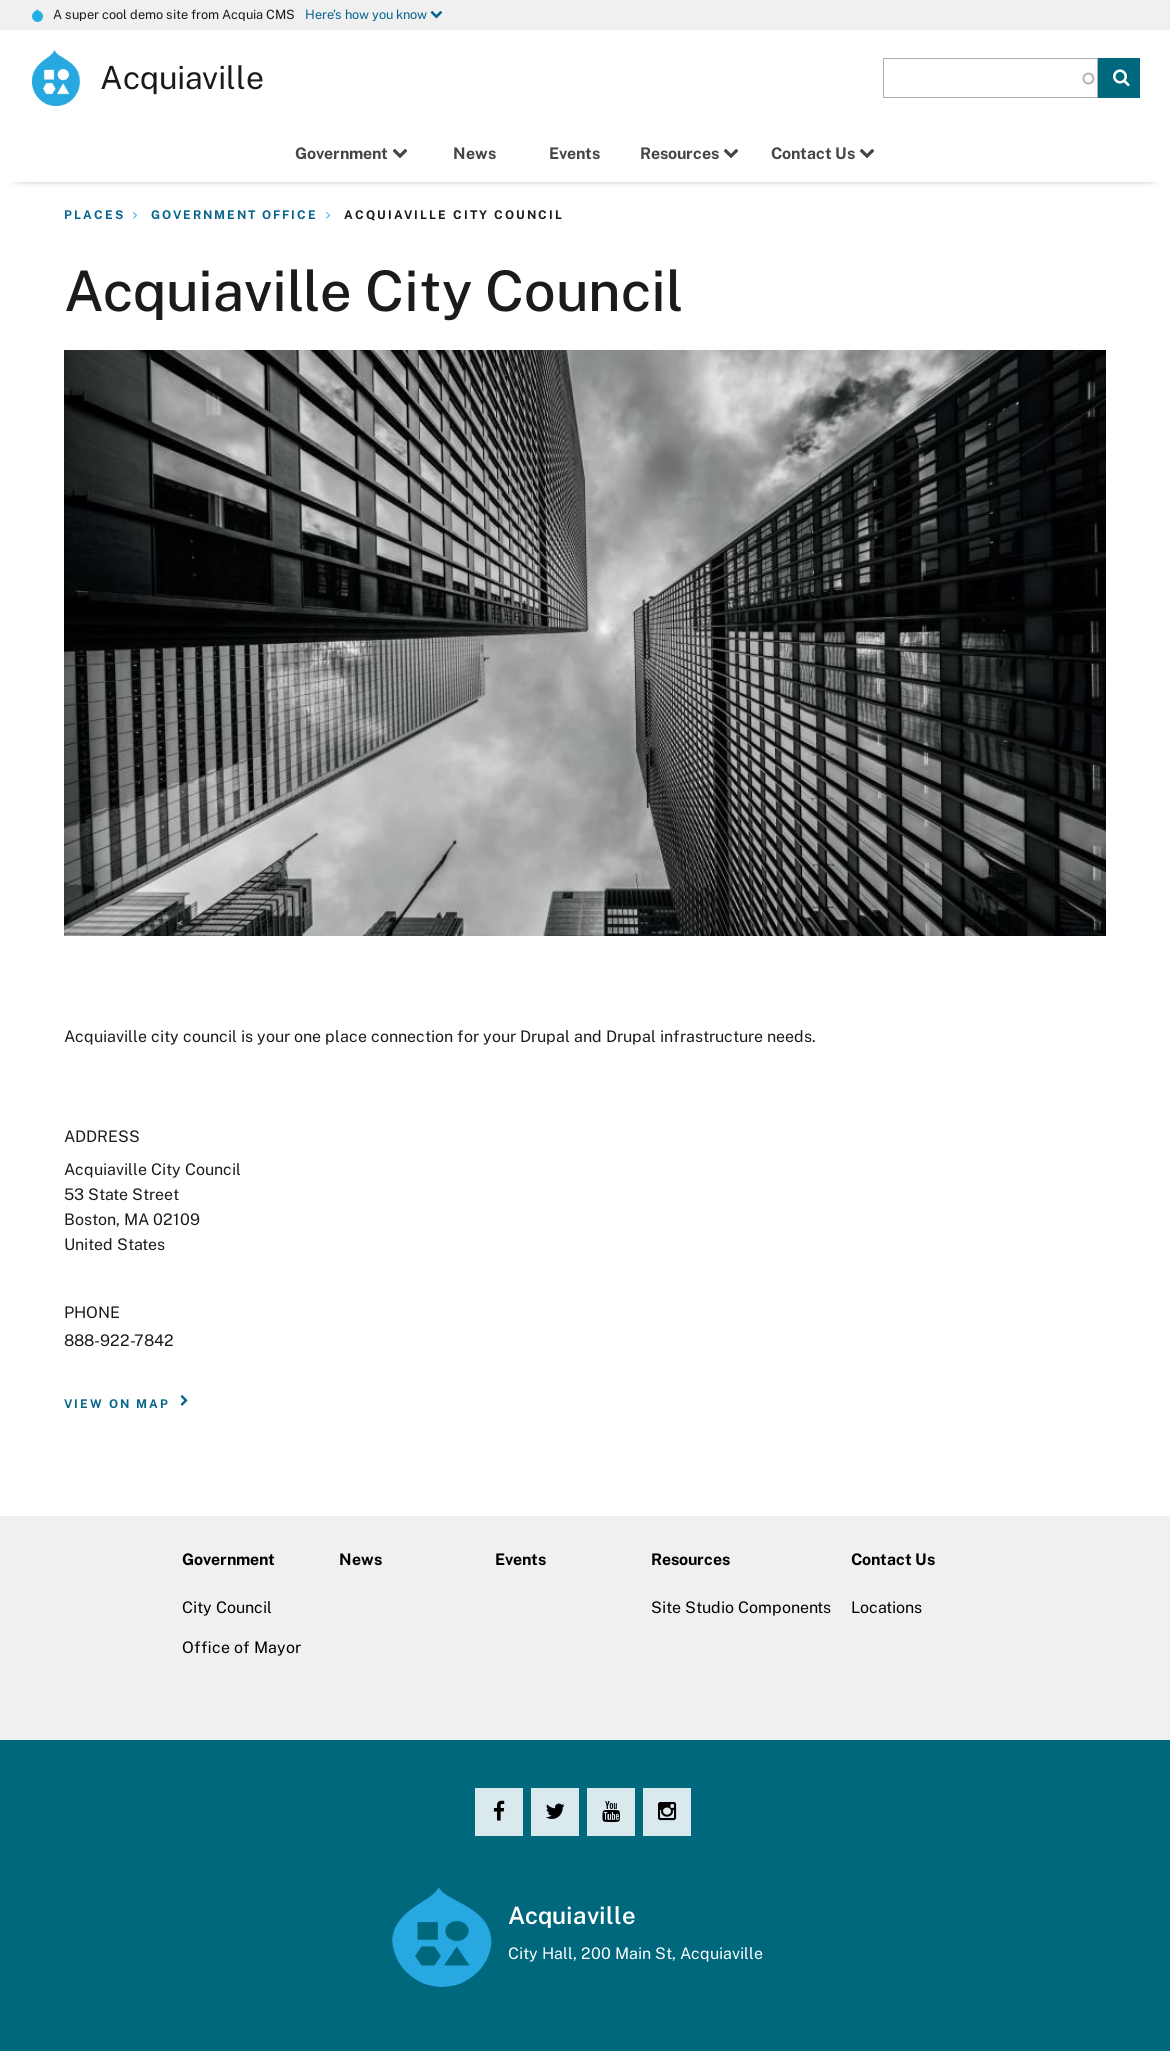 A super cool demo site from Acquia CMS Here's how you know
Acquiaville
Government News Events Resources Contact Us
PLACES GOVERNMENT OFFICE ACQUIAVILLE CITY COUNCIL
Acquiaville City Council
Acquiaville city council is your one place connection for your Drupal and Drupal infrastructure needs.
ADDRESS
Acquiaville City Council
53 State Street
Boston, MA 02109
United States
PHONE
888-922-7842
VIEW ON MAP
Government News Events Resources Contact Us
City Council Site Studio Components Locations
Office of Mayor
You
Tube
Acquiaville
City Hall, 200 Main St, Acquiaville